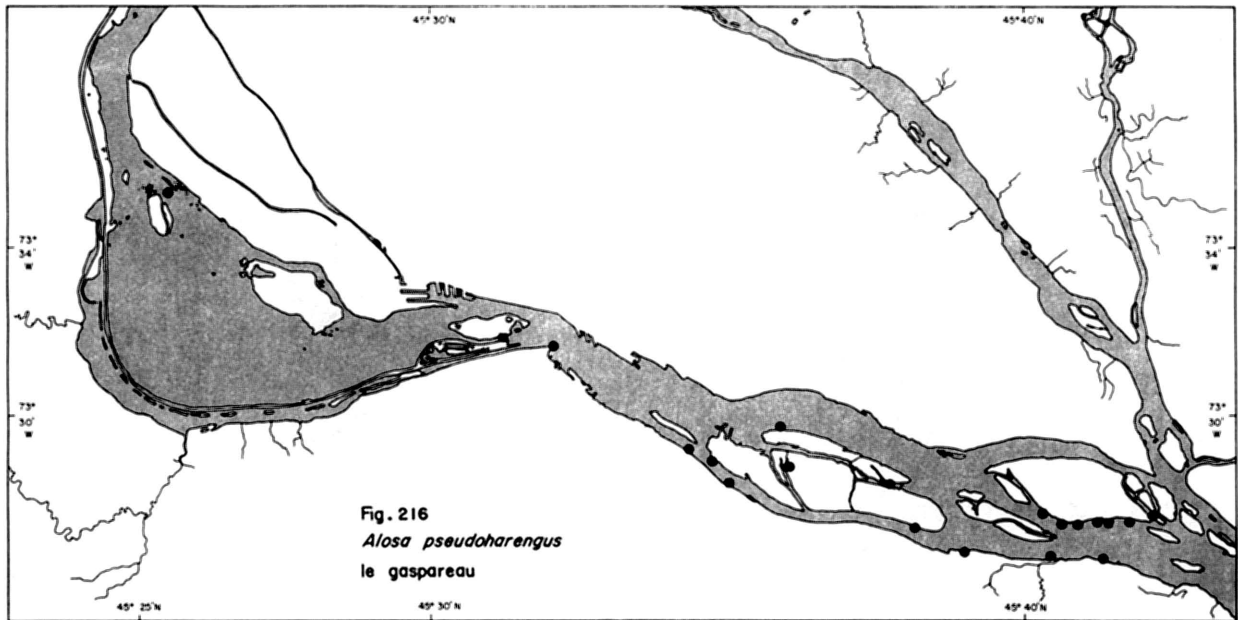 45° 30' N
45° 40' N
73°
34'
W
73°
34'
W
73°
30'
W
73°
30'
W
Fig. 216
Alosa pseudoharengus
le gaspareau
45° 25' N
45° 30' N
45° 40' N